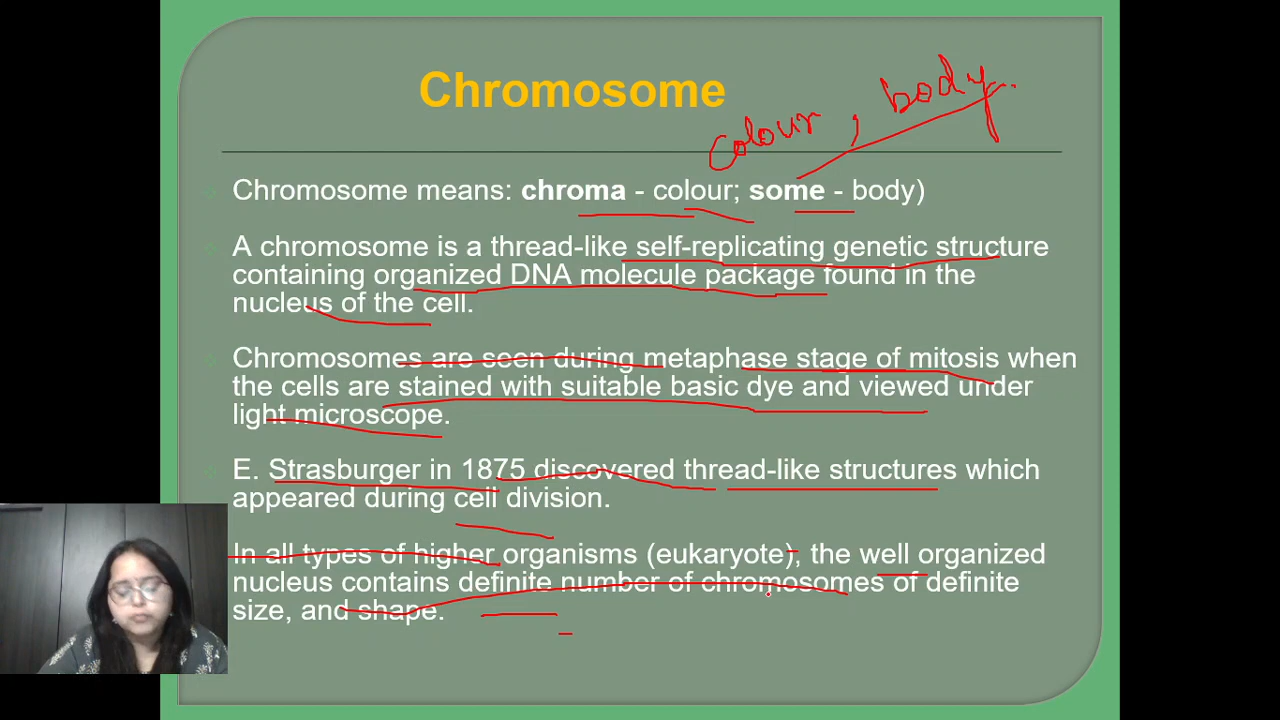 Chromosome
colour , body
Chromosome means: chroma - colour; some - body)
A chromosome is a thread-like self-replicating genetic structure
containing organized DNA molecule package found in the
nucleus of the cell.
Chromosomes are seen during metaphase stage of mitosis when
the cells are stained with suitable basic dye and viewed under
light microscope.
E. Strasburger in 1875 discovered thread-like structures which
appeared during cell division.
In all types of higher organisms (eukaryote), the well organized
nucleus contains definite number of chromosomes of definite
size, and shape.